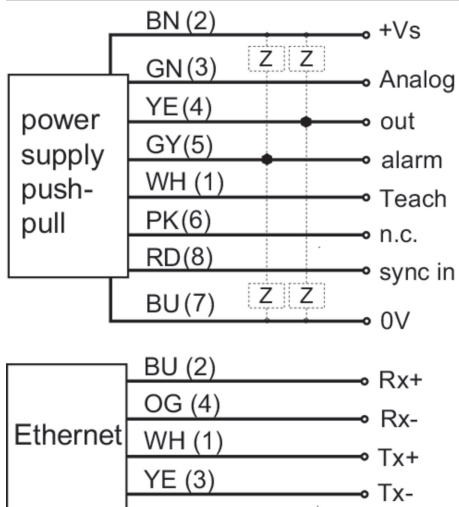 BN (2) +Vs
Z Z
GN (3) Analog
YE (4) out
GY (5) alarm
WH (1) Teach
PK (6) n.c.
RD (8) sync in
BU (7) 0V
Z Z
power
supply
push-
pull
BU (2) Rx+
OG (4) Rx-
WH (1) Tx+
YE (3) Tx-
Ethernet